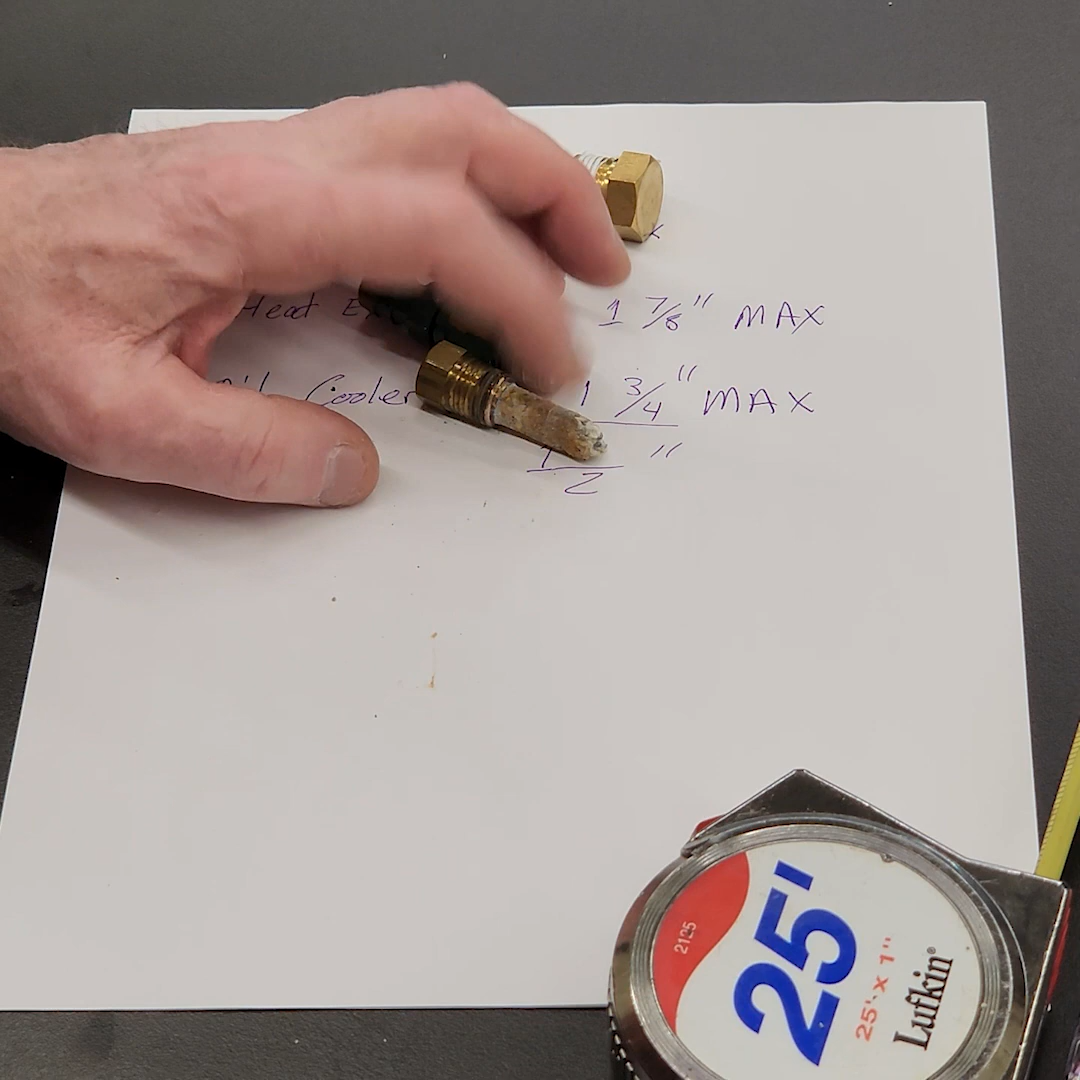 x
Heat Ex 1 7/8" MAX
Cooler 1 3/4" MAX
1/2"
2125
25'
25' x 1"
Lufkin®